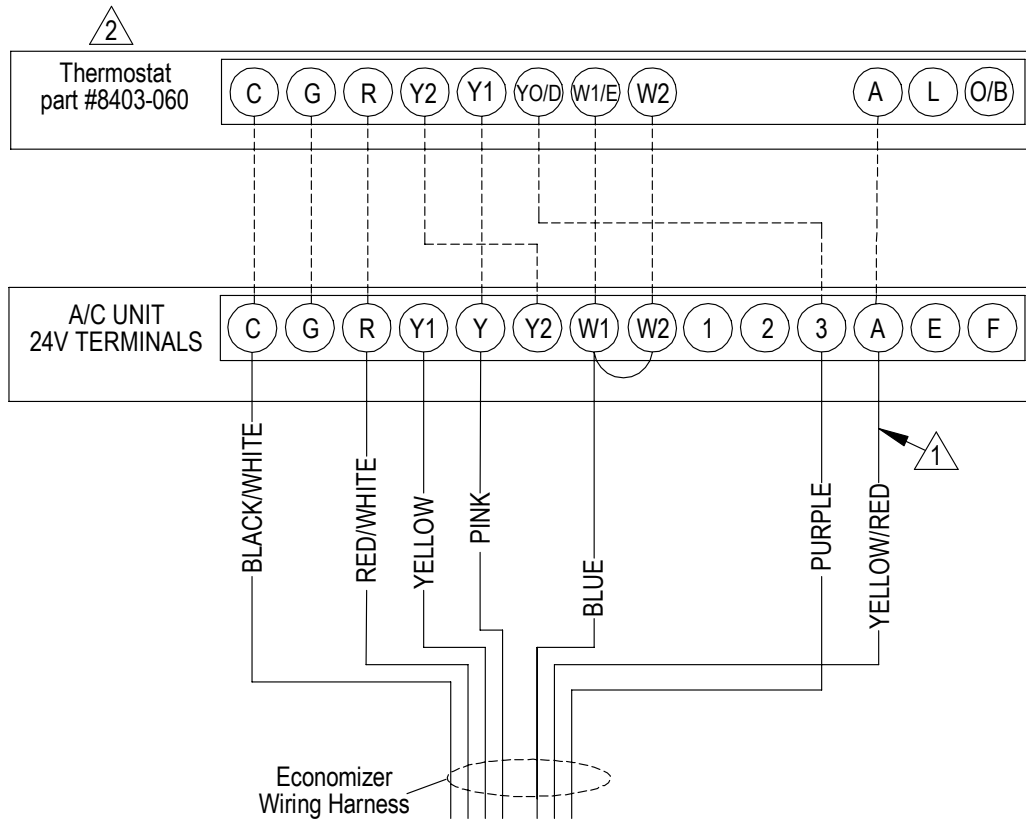 2
Thermostat
part #8403-060
C G R Y2 Y1 YO/D W1/E W2 A L O/B
A/C UNIT
24V TERMINALS
C G R Y1 Y Y2 W1 W2 1 2 3 A E F
1
BLACK/WHITE
RED/WHITE
YELLOW
PINK
BLUE
PURPLE
YELLOW/RED
Economizer
Wiring Harness